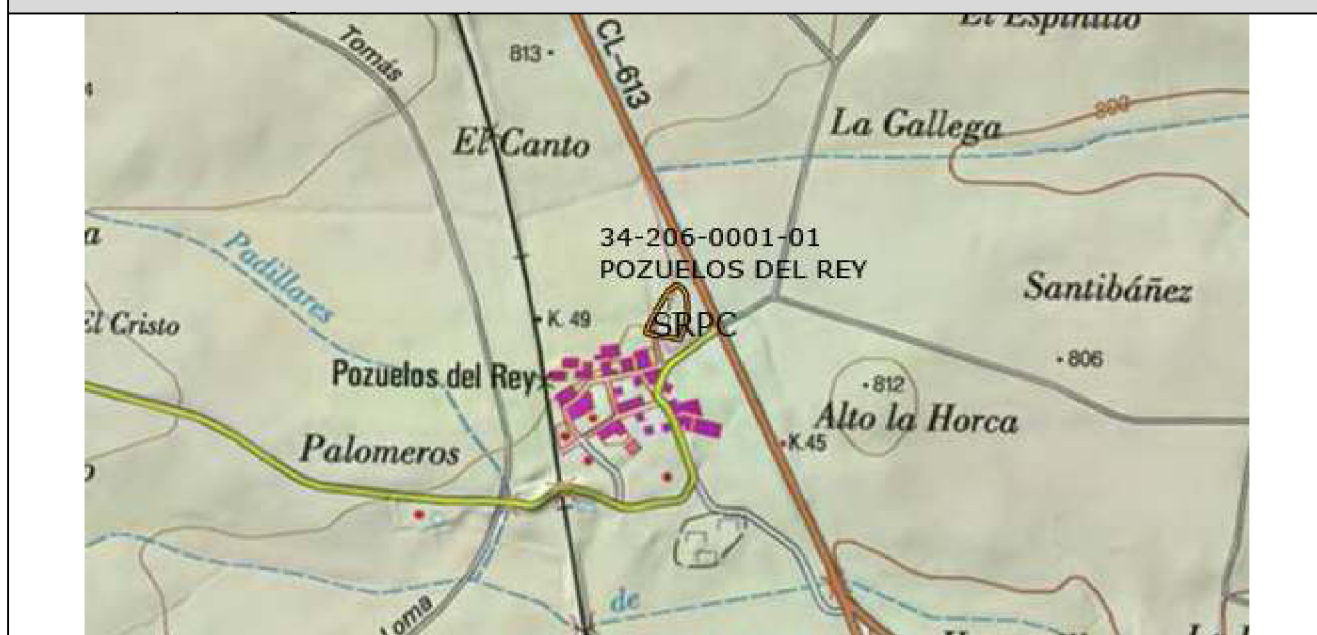 El Espinillo
Tomás
813
CL-613
800
La Gallega
El Canto
34-206-0001-01
POZUELOS DEL REY
Padillares
Santibáñez
El Cristo
K. 49
SRPC
806
Pozuelos del Rey
812
Alto la Horca
K.45
Palomeros
de
Loma